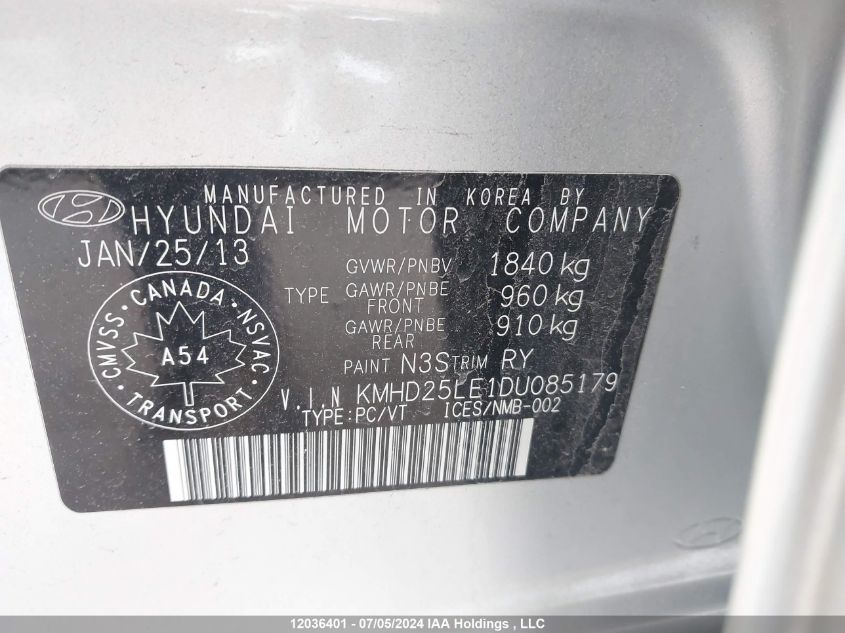 MANUFACTURED IN KOREA BY
HYUNDAI MOTOR COMPANY
JAN/25/13
GVWR/PNBV 1840 kg
TYPE GAWR/PNBE FRONT 960 kg
GAWR/PNBE REAR 910 kg
PAINT N3S TRIM RY
CANADA
CMVSS · NSVAC
A54
TRANSPORT
V.I.N KMHD25LE1DU085179
TYPE:PC/VT ICES/NMB-002
12036401 - 07/05/2024 IAA Holdings , LLC